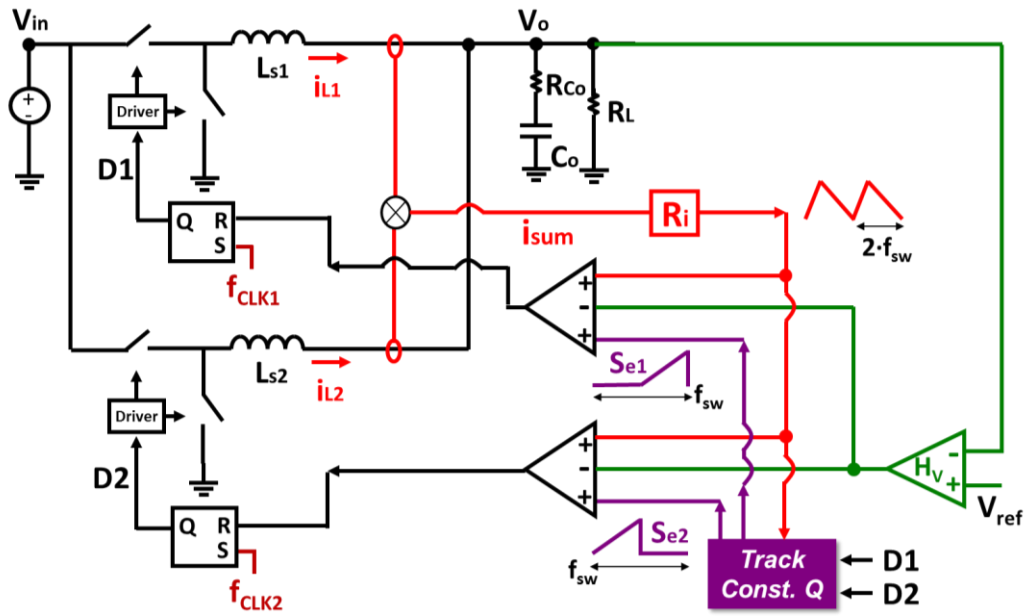 Vin
Vo
Ls1
iL1
RCo
RL
Co
+
-
Driver
D1
Q R
S
fCLK1
isum
Ri
2·fsw
+
-
+
Ls2
iL2
Se1
fsw
Driver
D2
Q R
S
fCLK2
+
-
+
Se2
fsw
HV
-
+
Vref
Track
Const. Q
D1
D2